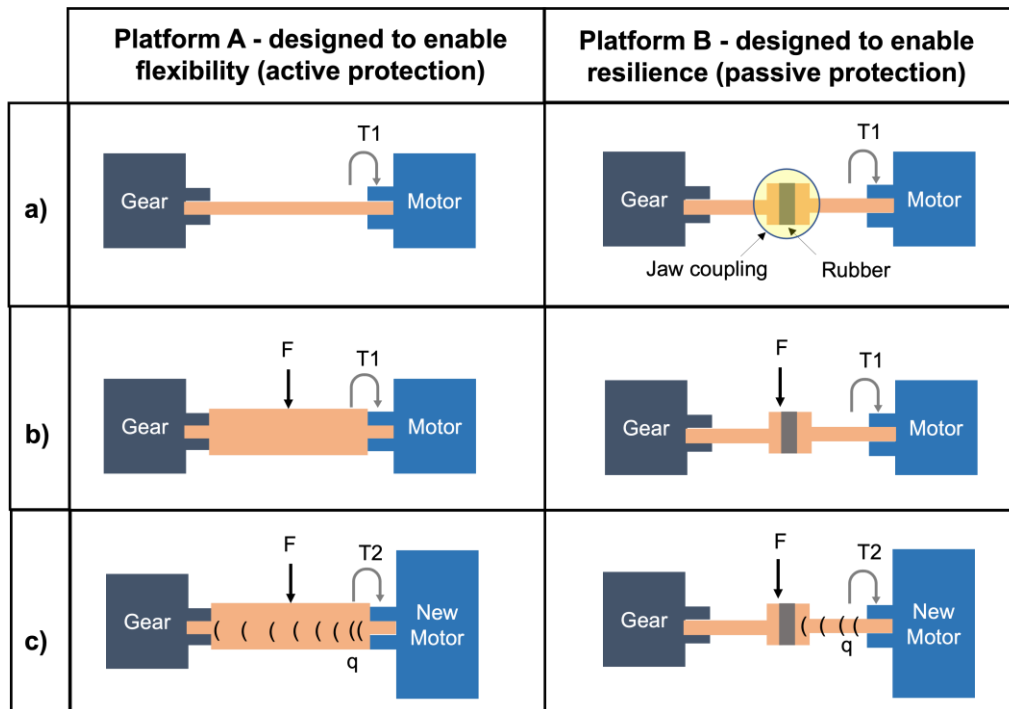 Platform A - designed to enable
flexibility (active protection)
Platform B - designed to enable
resilience (passive protection)
a)
Gear
T1
Motor
Gear
T1
Motor
Jaw coupling
Rubber
b)
Gear
F
T1
Motor
Gear
F
T1
Motor
c)
Gear
F
T2
New
Motor
q
Gear
F
T2
New
Motor
q